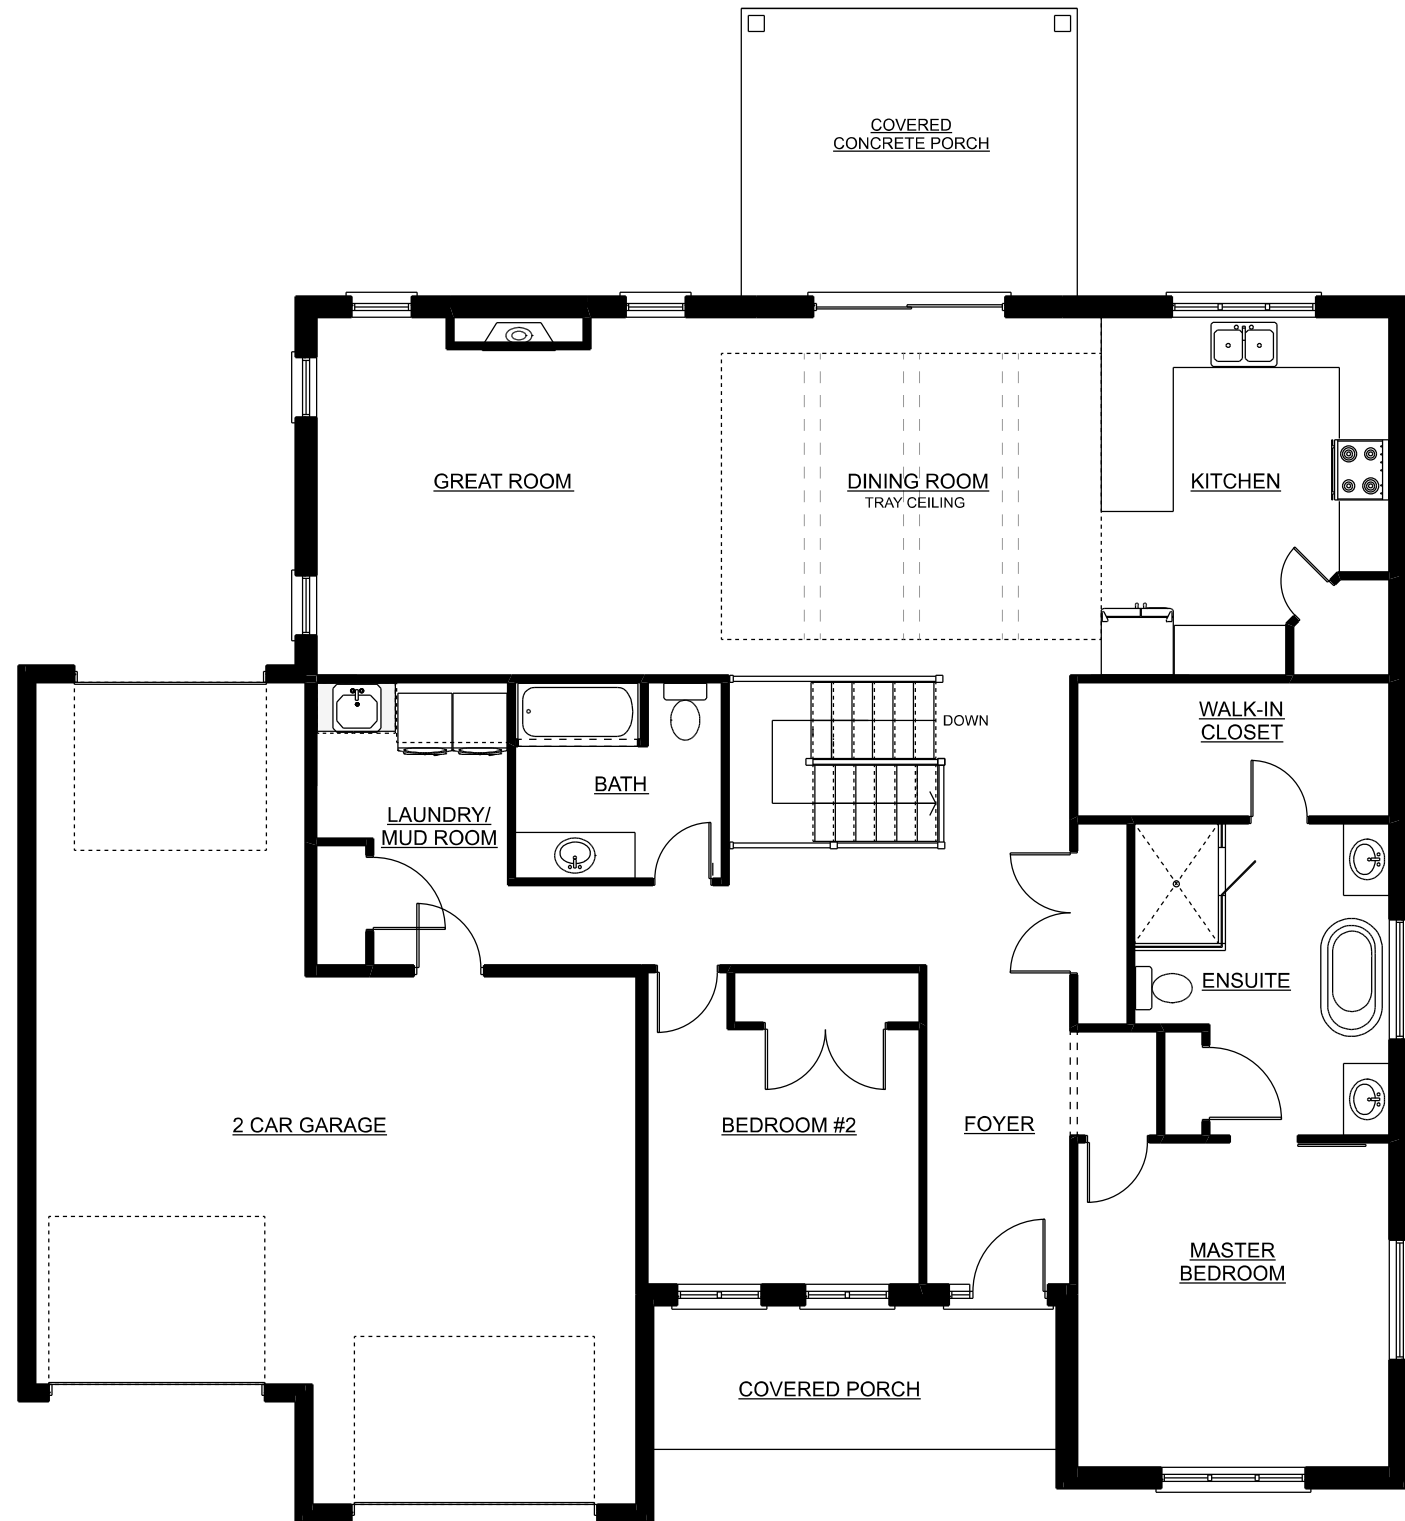 COVERED
CONCRETE PORCH
GREAT ROOM
DINING ROOM
TRAY CEILING
KITCHEN
WALK-IN
CLOSET
DOWN
BATH
LAUNDRY/
MUD ROOM
ENSUITE
2 CAR GARAGE
BEDROOM #2
FOYER
MASTER
BEDROOM
COVERED PORCH